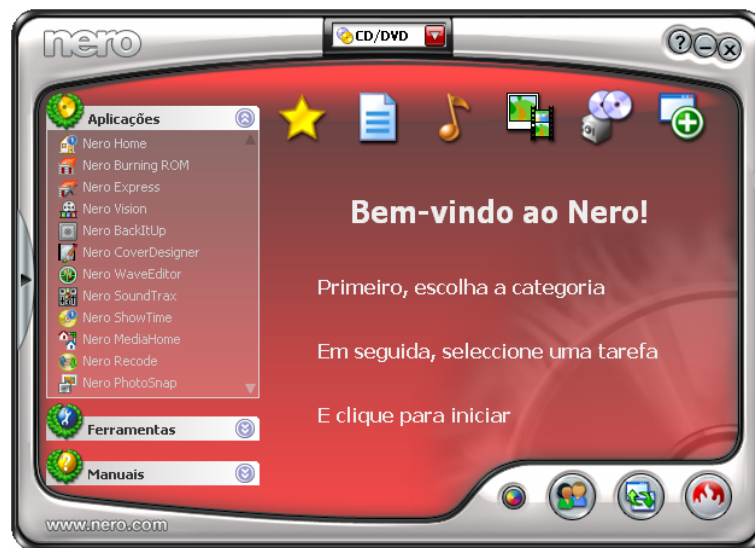 nero
CD/DVD
Aplicações
Nero Home
Nero Burning ROM
Nero Express
Nero Vision
Nero BackItUp
Nero CoverDesigner
Nero WaveEditor
Nero SoundTrax
Nero ShowTime
Nero MediaHome
Nero Recode
Nero PhotoSnap
Ferramentas
Manuais
Bem-vindo ao Nero!
Primeiro, escolha a categoria
Em seguida, seleccione uma tarefa
E clique para iniciar
www.nero.com